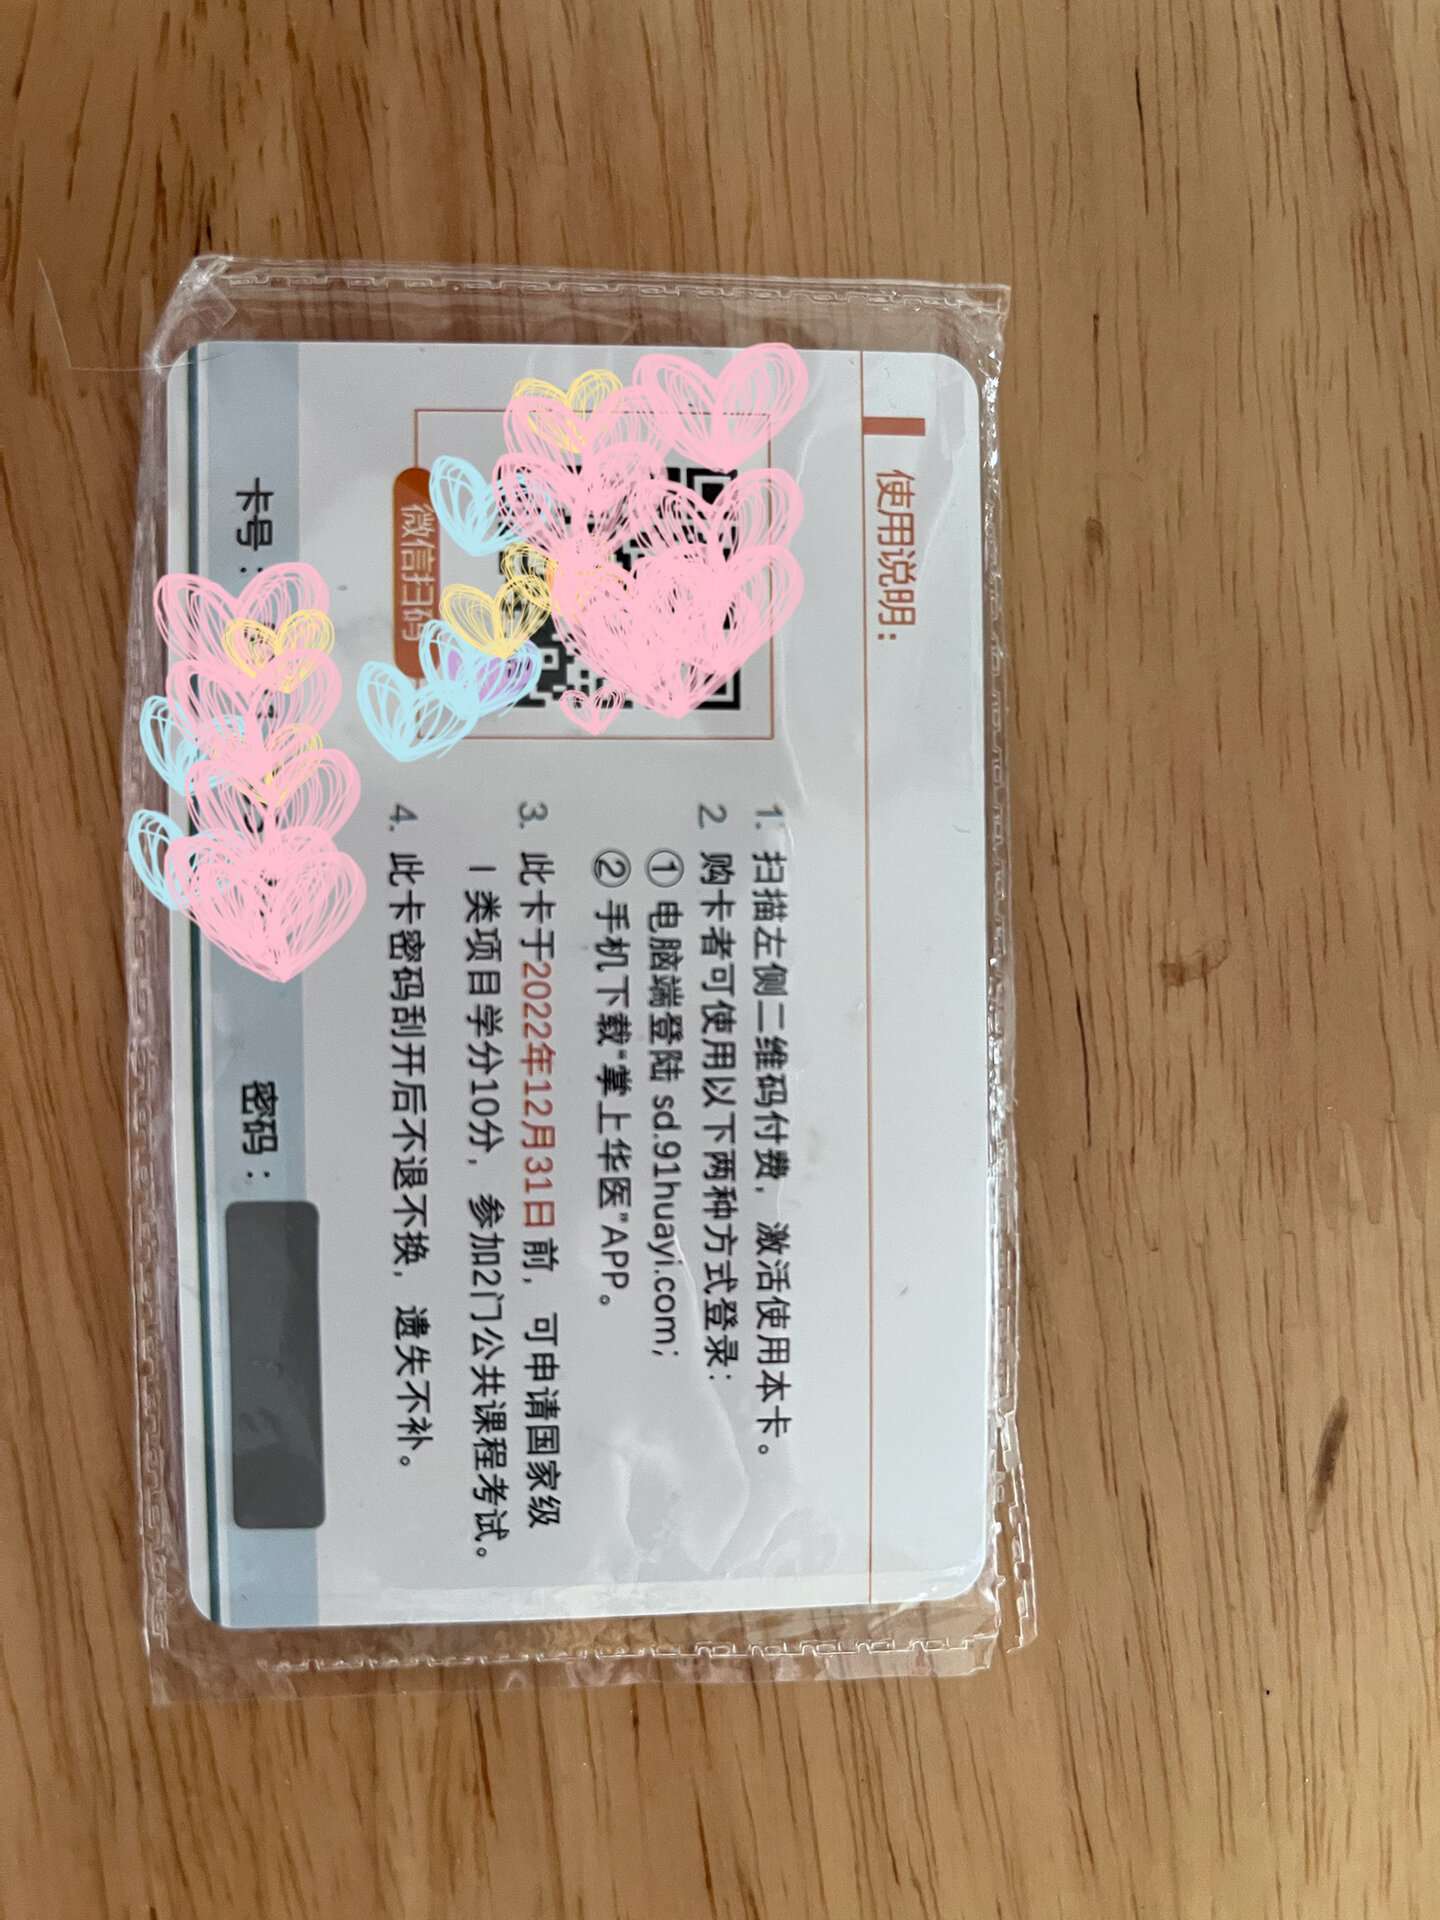 使用说明：
微信扫码
1. 扫描左侧二维码付费，激活使用本卡。
2. 购卡者可使用以下两种方式登录：
① 电脑端登陆 sd.91huayi.com；
② 手机下载“掌上华医”APP。
3. 此卡于2022年12月31日前，可申请国家级
I类项目学分10分，参加2门公共课程考试。
4. 此卡密码刮开后不退不换，遗失不补。
卡号：
密码：